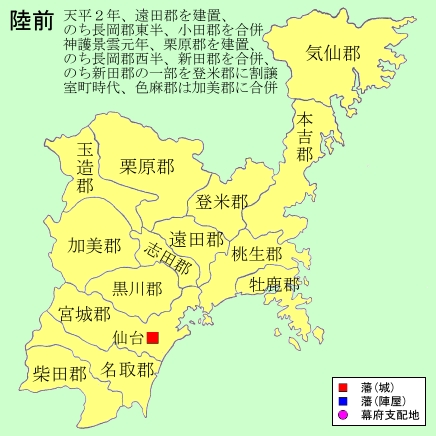 陸前
天平２年、遠田郡を建置、
のち長岡郡東半、小田郡を合併
神護景雲元年、栗原郡を建置、
のち長岡郡西半、新田郡を合併、
のち新田郡の一部を登米郡に割譲
室町時代、色麻郡は加美郡に合併
気仙郡
本吉郡
玉造郡
栗原郡
登米郡
遠田郡
加美郡
志田郡
桃生郡
牡鹿郡
黒川郡
宮城郡
仙台
柴田郡
名取郡
藩(城)
藩(陣屋)
幕府支配地